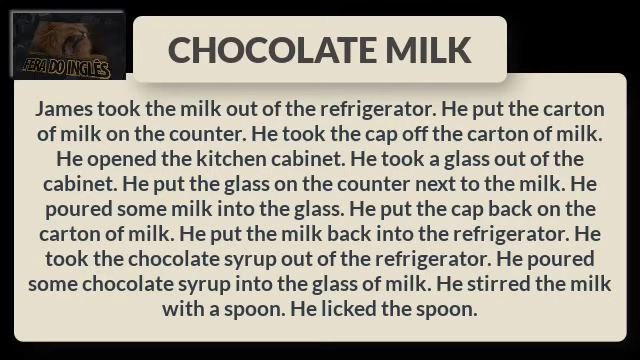 FERA DO INGLÊS
CHOCOLATE MILK
James took the milk out of the refrigerator. He put the carton
of milk on the counter. He took the cap off the carton of milk.
He opened the kitchen cabinet. He took a glass out of the
cabinet. He put the glass on the counter next to the milk. He
poured some milk into the glass. He put the cap back on the
carton of milk. He put the milk back into the refrigerator. He
took the chocolate syrup out of the refrigerator. He poured
some chocolate syrup into the glass of milk. He stirred the milk
with a spoon. He licked the spoon.